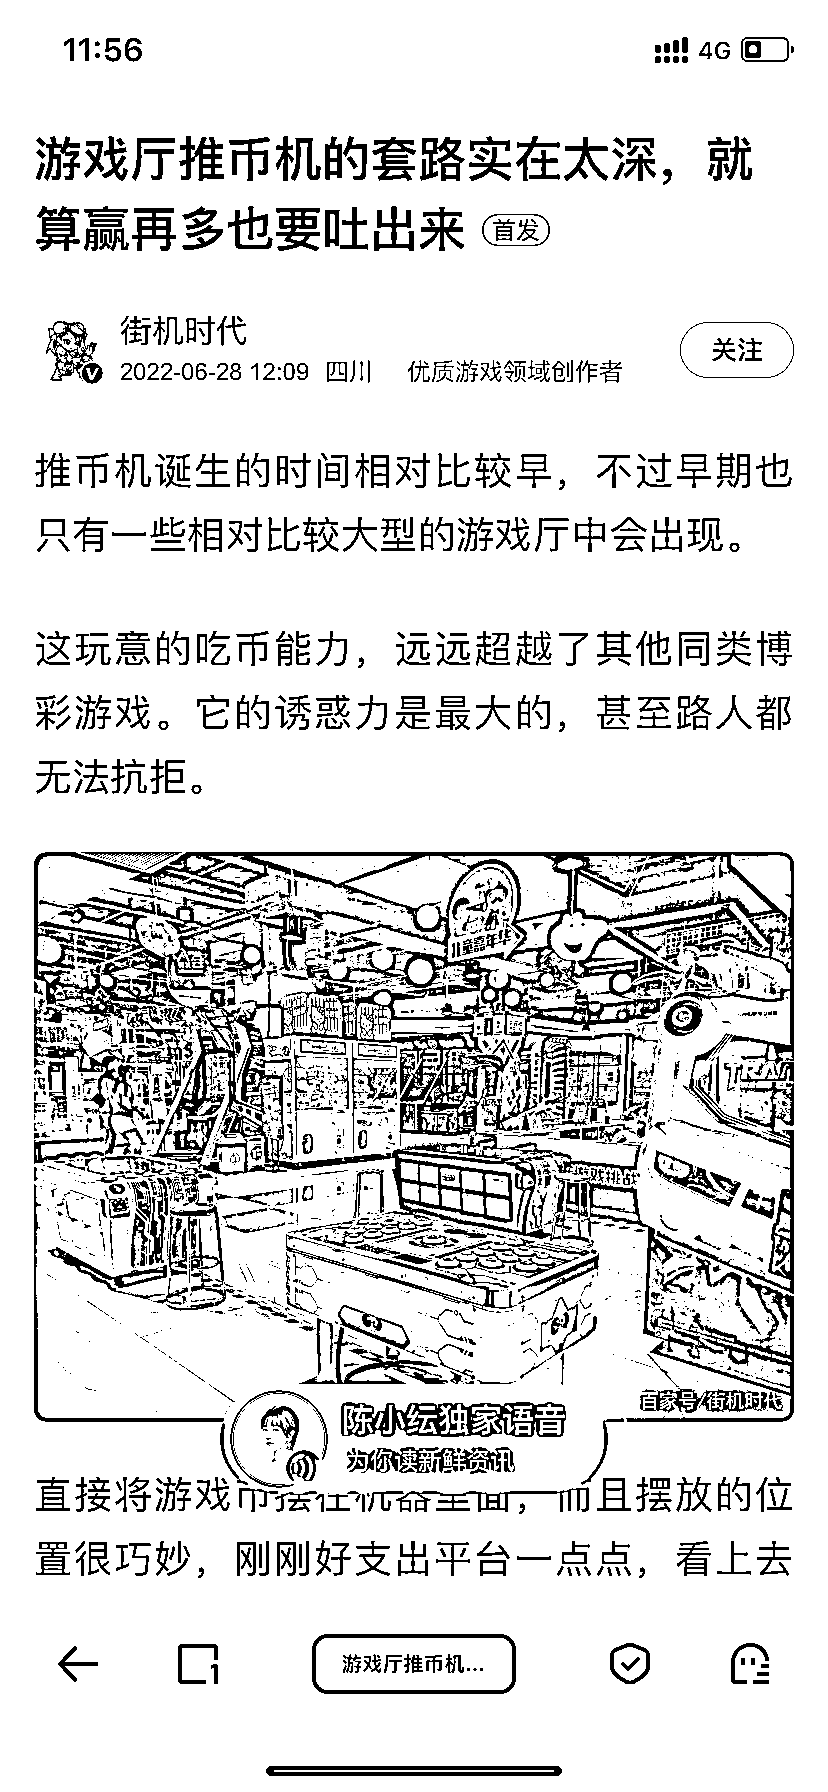 11:56
4G
游戏厅推币机的套路实在太深，就
算赢再多也要吐出来 首发
街机时代
2022-06-28 12:09 四川 优质游戏领域创作者
关注
推币机诞生的时间相对比较早，不过早期也
只有一些相对比较大型的游戏厅中会出现。
这玩意的吃币能力，远远超越了其他同类博
彩游戏。它的诱惑力是最大的，甚至路人都
无法抗拒。
儿童嘉年华
百家号/街机时代
陈小纭独家语音
为你读新鲜资讯
直接将游戏币摆在机器里面，而且摆放的位
置很巧妙，刚刚好支出平台一点点，看上去
1
游戏厅推币机...